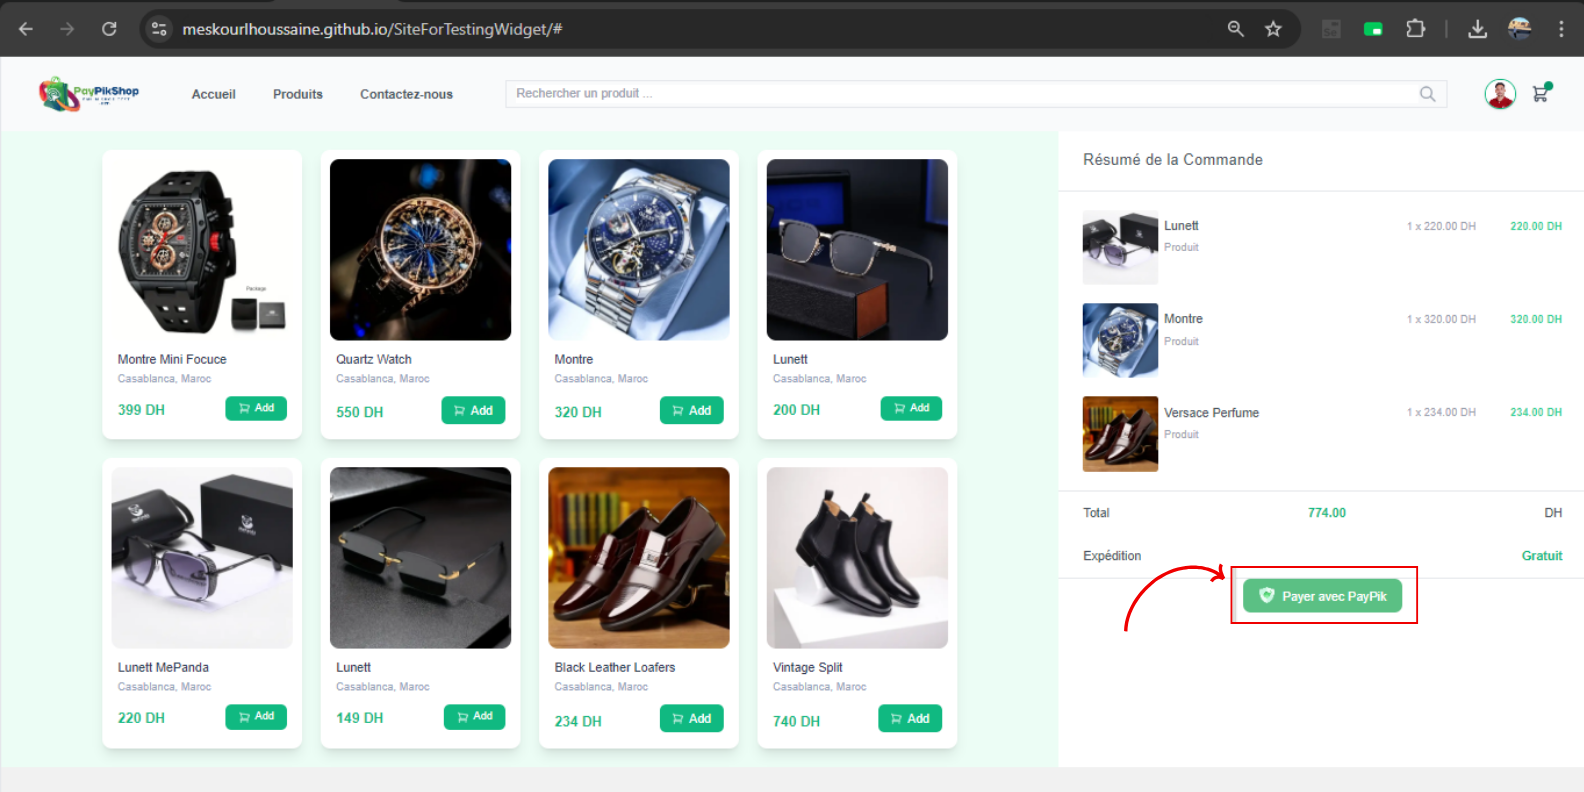 meskourlhoussaine.github.io/SiteForTestingWidget/#
PayPikShop
Accueil
Produits
Contactez-nous
Rechercher un produit ...
Package
Montre Mini Focuce
Casablanca, Maroc
399 DH
Add
Quartz Watch
Casablanca, Maroc
550 DH
Add
Montre
Casablanca, Maroc
320 DH
Add
Lunett
Casablanca, Maroc
200 DH
Add
Lunett MePanda
Casablanca, Maroc
220 DH
Add
Lunett
Casablanca, Maroc
149 DH
Add
Black Leather Loafers
Casablanca, Maroc
234 DH
Add
Vintage Split
Casablanca, Maroc
740 DH
Add
Résumé de la Commande
Lunett 1 x 220.00 DH 220.00 DH
Produit
Montre 1 x 320.00 DH 320.00 DH
Produit
Versace Perfume 1 x 234.00 DH 234.00 DH
Produit
Total 774.00 DH
Expédition Gratuit
Payer avec PayPik